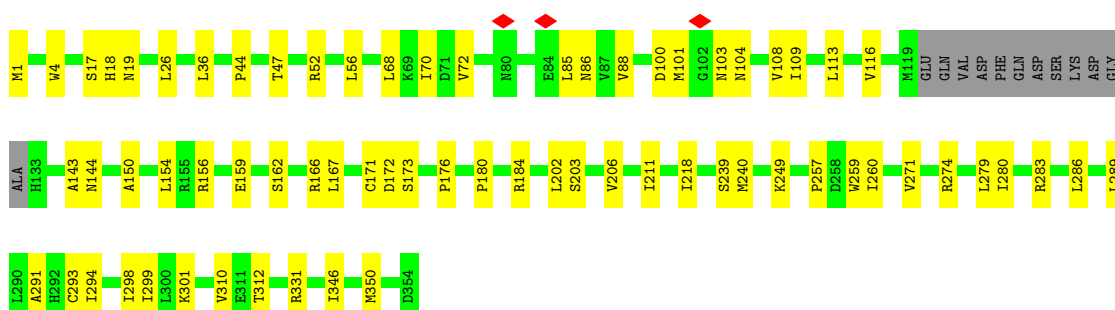 M1 W4 S17 H18 N19 L26 L36 P44 T47 R52 L56 L68 K69 I70 D71 V72 N80 E84 L85 N86 V87 V88 D100 M101 G102 N103 N104 V108 I109 L113 V116 M119 GLU GLN VAL ASP PHE GLN ASP SER LYS ASP GLY
ALA H133 A143 N144 A150 L154 R155 R156 E159 S162 R166 L167 C171 D172 S173 P176 P180 R184 L202 S203 V206 I211 I218 S239 M240 K249 P257 D258 W259 I260 V271 R274 L279 I280 R283 L286 L289
L290 A291 H292 C293 I294 I298 I299 L300 K301 V310 E311 T312 R331 I346 M350 D354